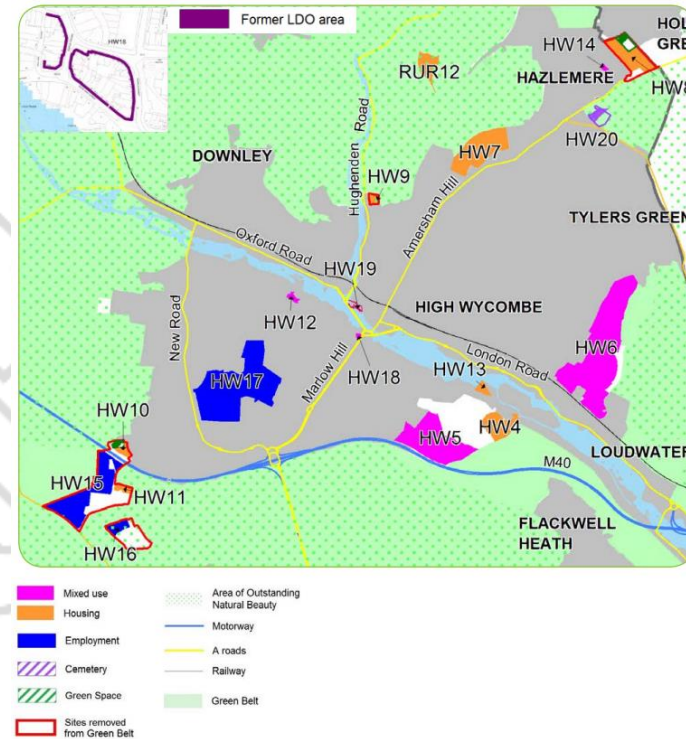 Former LDO area
HW18
HOL
GRE
HW14
HAZLEMERE
HW8
RUR12
HW20
Hughenden Road
HW7
DOWNLEY
HW9
Amersham Hill
TYLERS GREEN
Oxford Road
HW19
HW12
HIGH WYCOMBE
New Road
HW18
London Road
HW6
Marlow Hill
HW13
HW17
HW10
HW5
HW4
LOUDWATER
M40
HW15
HW11
FLACKWELL
HEATH
HW16
Mixed use
Housing
Employment
Cemetery
Green Space
Sites removed
from Green Belt
Area of Outstanding
Natural Beauty
Motorway
A roads
Railway
Green Belt